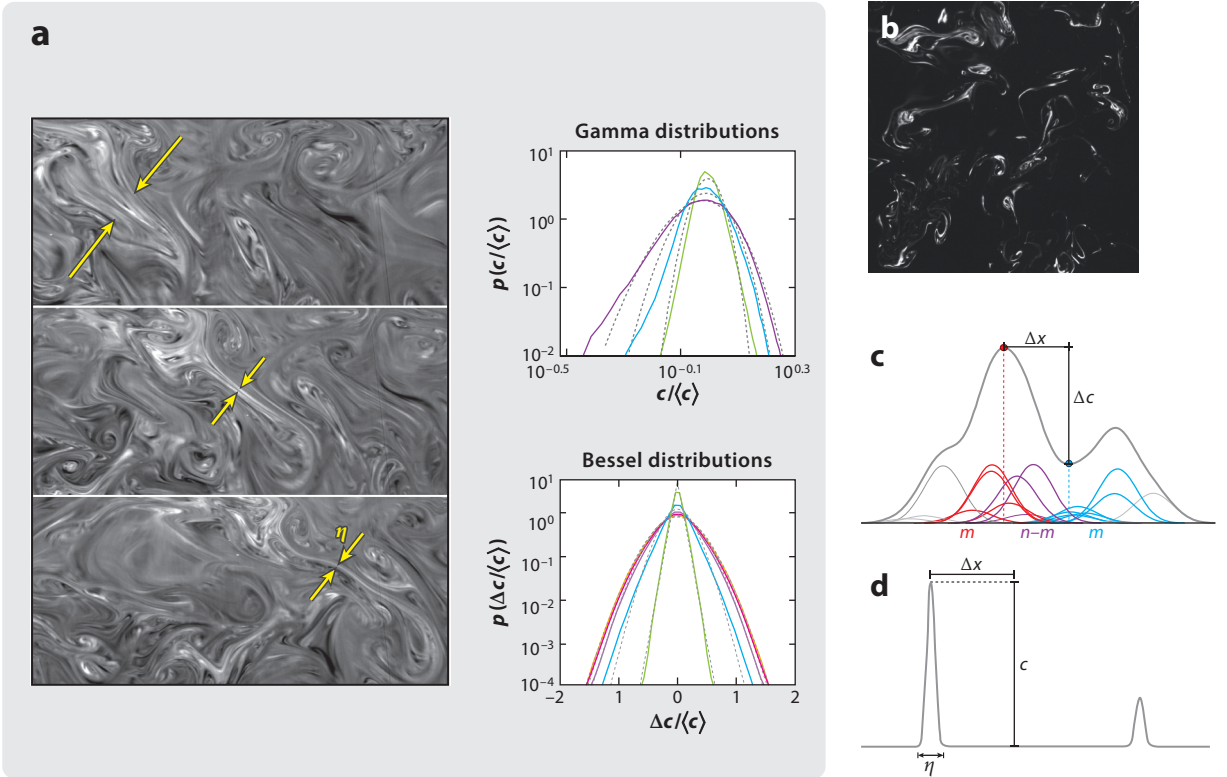 a
η
Gamma distributions
10^1
10^0
10^-1
10^-2
p (c/⟨c⟩)
10^-0.5 10^-0.1 10^0.3
c/⟨c⟩
Bessel distributions
10^1
10^0
10^-1
10^-2
10^-3
10^-4
p (Δc/⟨c⟩)
−2 1 0 1 2
Δc/⟨c⟩
b
c
Δx
Δc
m n–m m
d
Δx
c
η